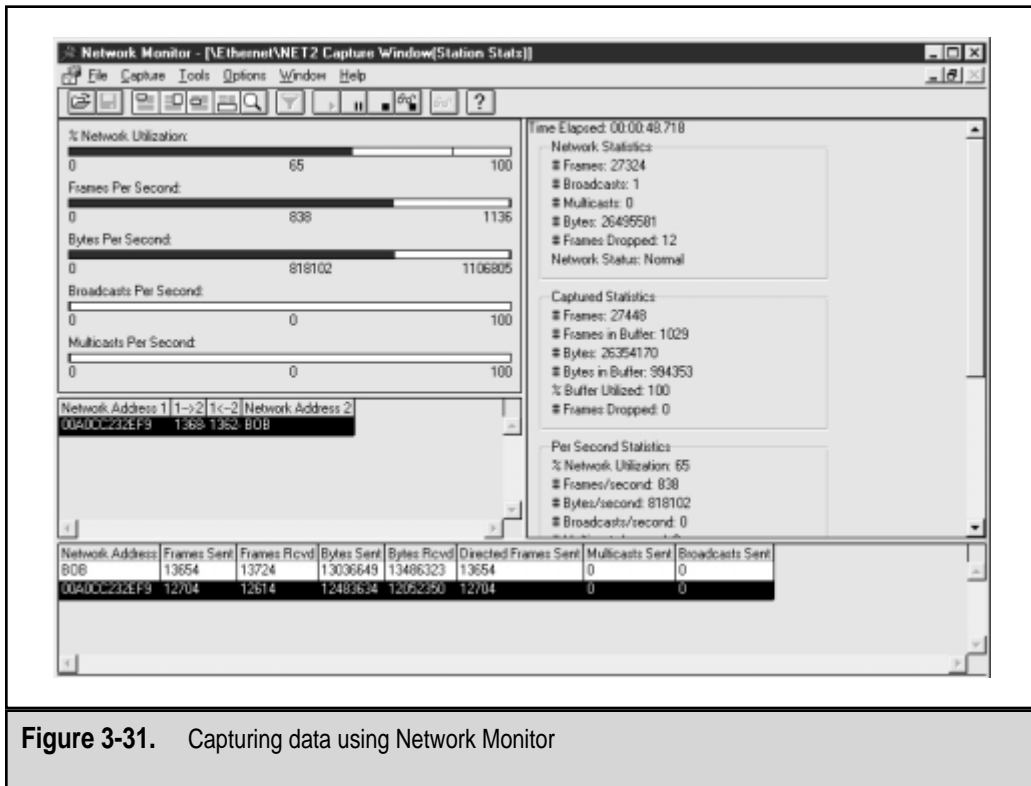 Network Monitor - [\Ethernet\NET2 Capture Window(Station Stats)]
File Capture Tools Options Window Help
% Network Utilization:
0 65 100
Frames Per Second:
0 838 1136
Bytes Per Second:
0 818102 1106805
Broadcasts Per Second:
0 0 100
Multicasts Per Second:
0 0 100
Network Address 1 1->2 1<-2 Network Address 2
00A0CC232EF9 1368 1362 BOB
Time Elapsed: 00:00:48.718
Network Statistics
# Frames: 27324
# Broadcasts: 1
# Multicasts: 0
# Bytes: 26495581
# Frames Dropped: 12
Network Status: Normal
Captured Statistics
# Frames: 27448
# Frames in Buffer: 1029
# Bytes: 26354170
# Bytes in Buffer: 994353
% Buffer Utilized: 100
# Frames Dropped: 0
Per Second Statistics
% Network Utilization: 65
# Frames/second: 838
# Bytes/second: 818102
# Broadcasts/second: 0
Network Address Frames Sent Frames Rcvd Bytes Sent Bytes Rcvd Directed Frames Sent Multicasts Sent Broadcasts Sent
BOB 13654 13724 13036649 13486323 13654 0 0
00A0CC232EF9 12704 12614 12483634 12052350 12704 0 0
Figure 3-31. Capturing data using Network Monitor